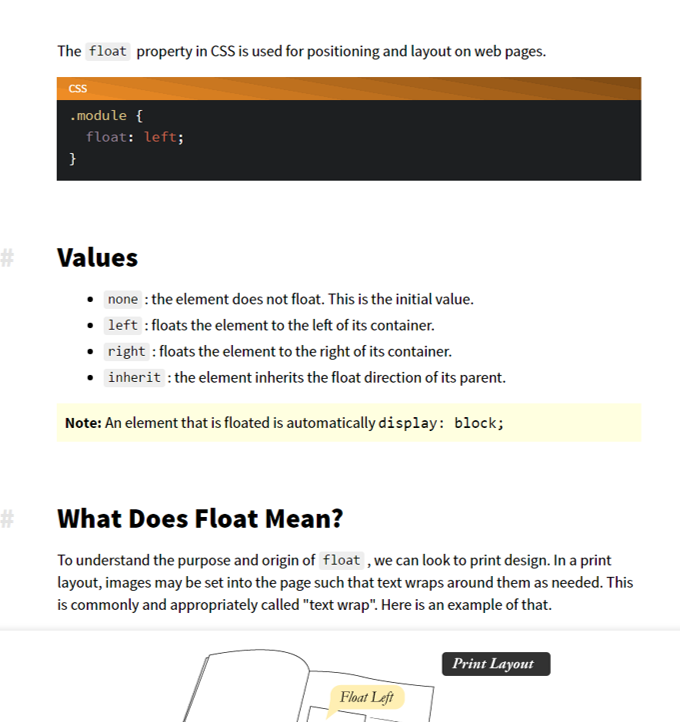 The float property in CSS is used for positioning and layout on web pages.
CSS
.module {
  float: left;
}
# Values
• none : the element does not float. This is the initial value.
• left : floats the element to the left of its container.
• right : floats the element to the right of its container.
• inherit : the element inherits the float direction of its parent.
Note: An element that is floated is automatically display: block;
# What Does Float Mean?
To understand the purpose and origin of float , we can look to print design. In a print
layout, images may be set into the page such that text wraps around them as needed. This
is commonly and appropriately called "text wrap". Here is an example of that.
Print Layout
Float Left